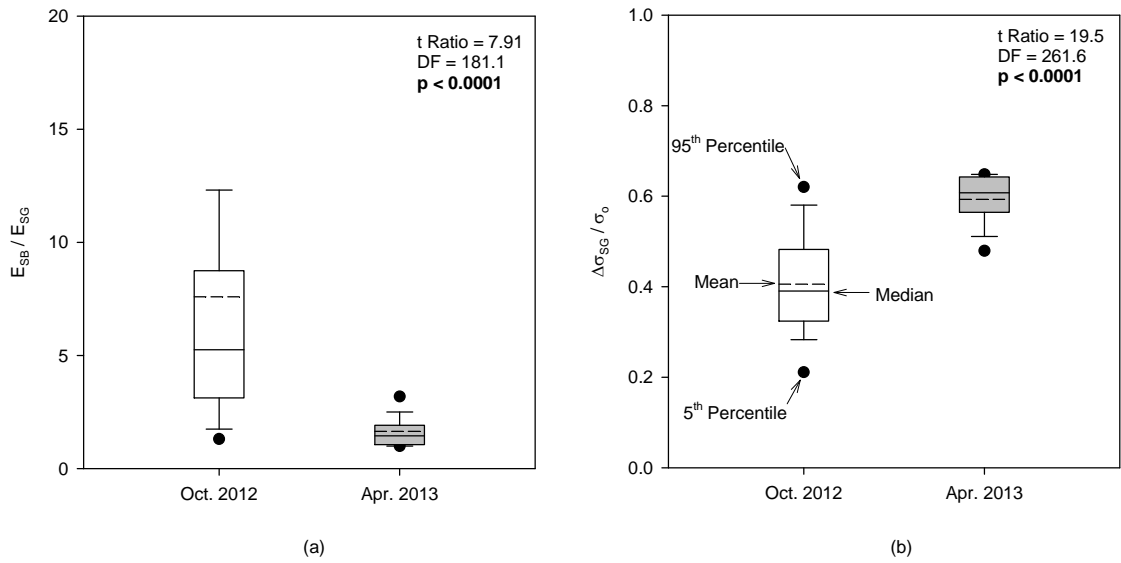 20
15
10
5
0
E_SB / E_SG
t Ratio = 7.91
DF = 181.1
p < 0.0001
Oct. 2012
Apr. 2013
(a)
1.0
0.8
0.6
0.4
0.2
0.0
Δσ_SG / σ_o
t Ratio = 19.5
DF = 261.6
p < 0.0001
95th Percentile
Mean
Median
5th Percentile
Oct. 2012
Apr. 2013
(b)